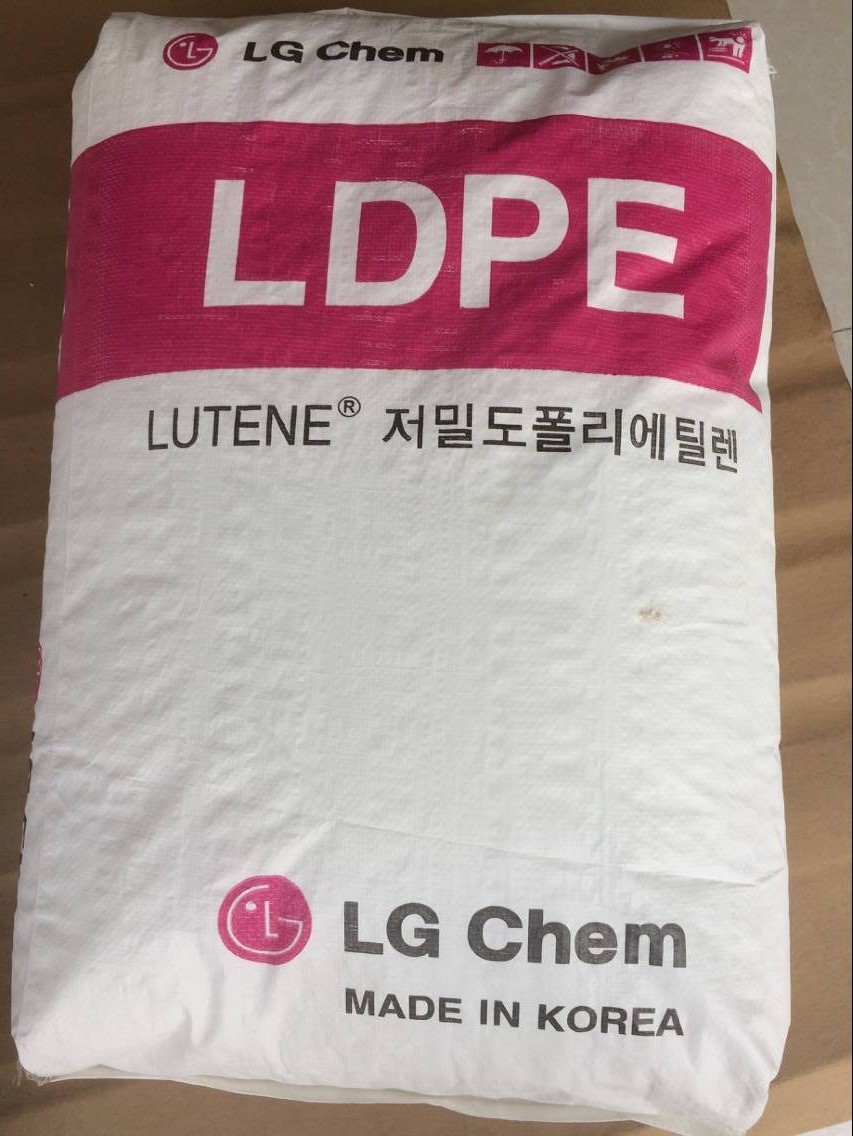 LG Chem
LDPE
LUTENE® 저밀도폴리에틸렌
LG Chem
MADE IN KOREA